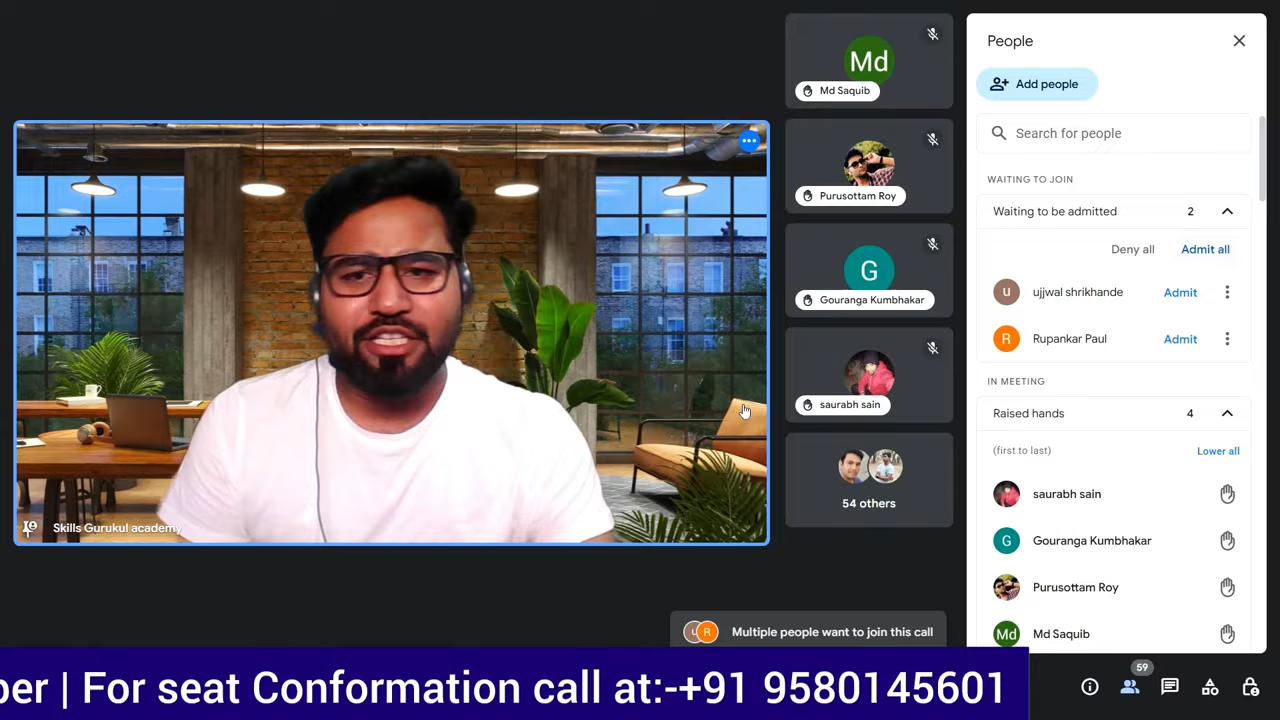 Skills Gurukul academy
Md
Md Saquib
Purusottam Roy
G
Gouranga Kumbhakar
saurabh sain
54 others
R
Multiple people want to join this call
People
Add people
Search for people
WAITING TO JOIN
Waiting to be admitted 2
Deny all Admit all
u ujjwal shrikhande Admit
R Rupankar Paul Admit
IN MEETING
Raised hands 4
(first to last) Lower all
saurabh sain
G Gouranga Kumbhakar
Purusottam Roy
Md Md Saquib
59
ber | For seat Conformation call at:-+91 9580145601